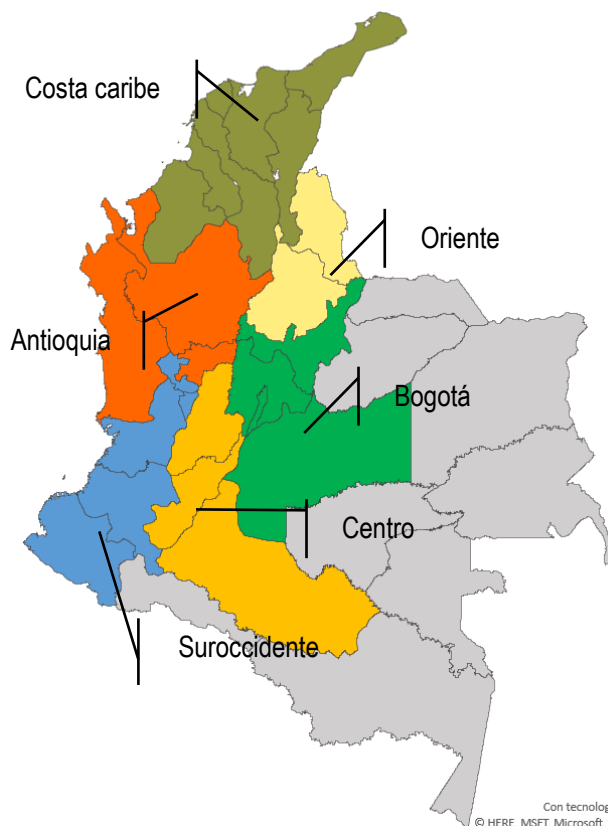 Costa caribe
Oriente
Antioquia
Bogotá
Centro
Suroccidente
Con tecnolog
© HERE, MSFT, Microsoft